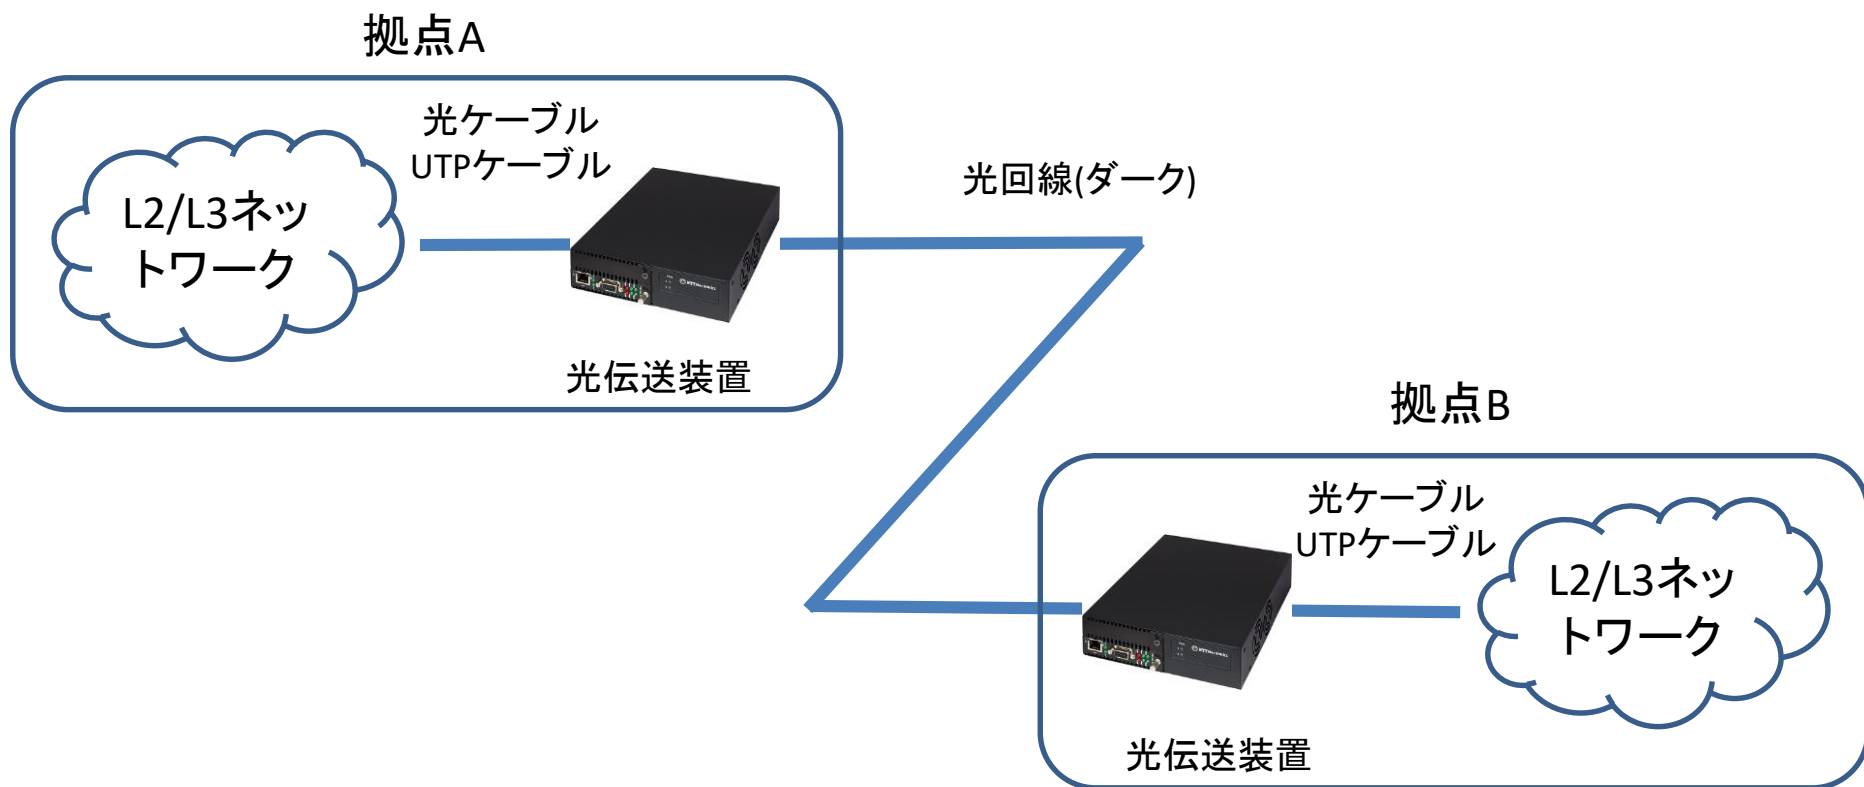 拠点A
光ケーブル
UTPケーブル
L2/L3ネッ
トワーク
光回線(ダーク)
光伝送装置
拠点B
光ケーブル
UTPケーブル
L2/L3ネッ
トワーク
光伝送装置